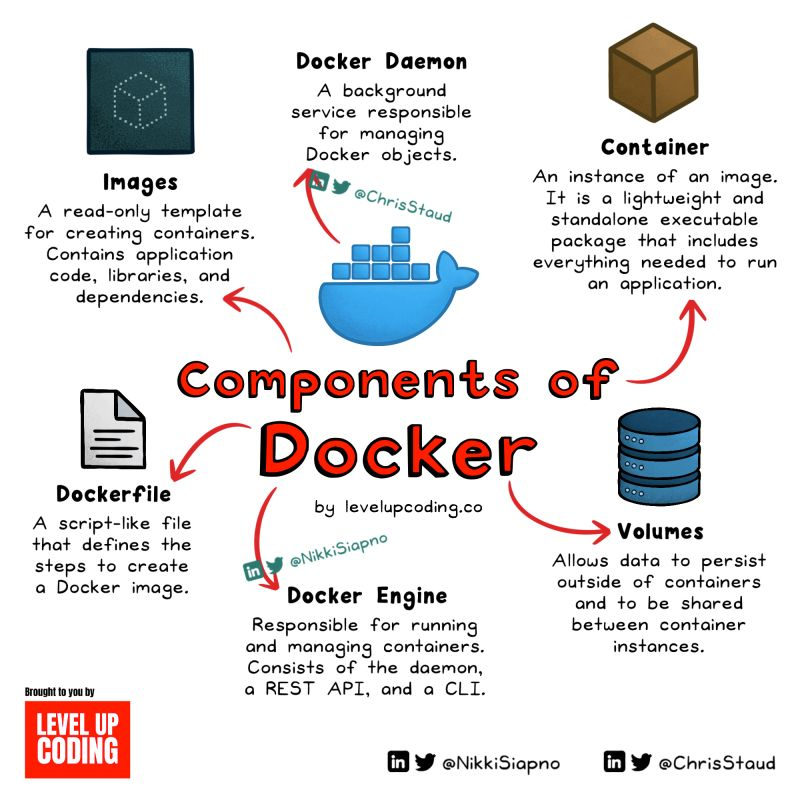 Docker Daemon
A background
service responsible
for managing
Docker objects.
@ChrisStaud
Images
A read-only template
for creating containers.
Contains application
code, libraries, and
dependencies.
Container
An instance of an image.
It is a lightweight and
standalone executable
package that includes
everything needed to run
an application.
Components of
Docker
by levelupcoding.co
@NikkiSiapno
Dockerfile
A script-like file
that defines the
steps to create
a Docker image.
Docker Engine
Responsible for running
and managing containers.
Consists of the daemon,
a REST API, and a CLI.
Volumes
Allows data to persist
outside of containers
and to be shared
between container
instances.
Brought to you by
LEVEL UP
CODING
in @NikkiSiapno
in @ChrisStaud